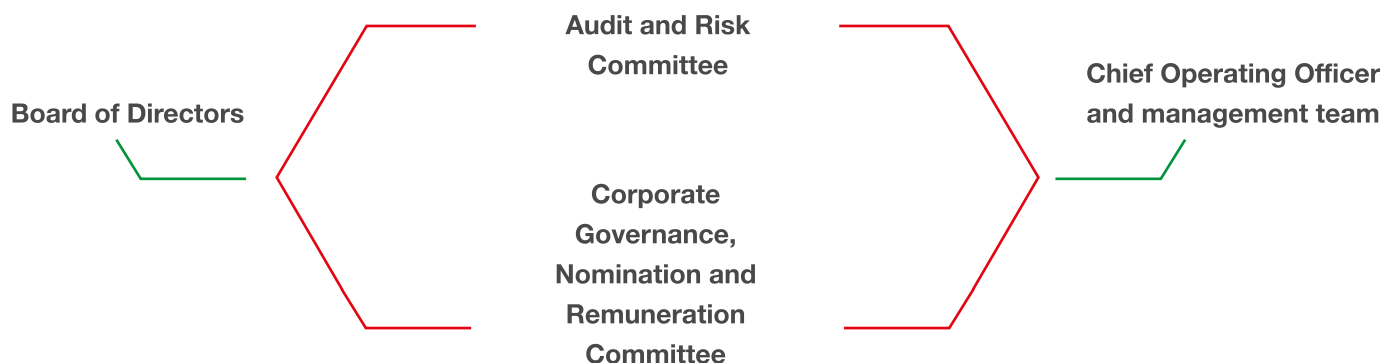 Board of Directors
Audit and Risk
Committee
Corporate
Governance,
Nomination and
Remuneration
Committee
Chief Operating Officer
and management team